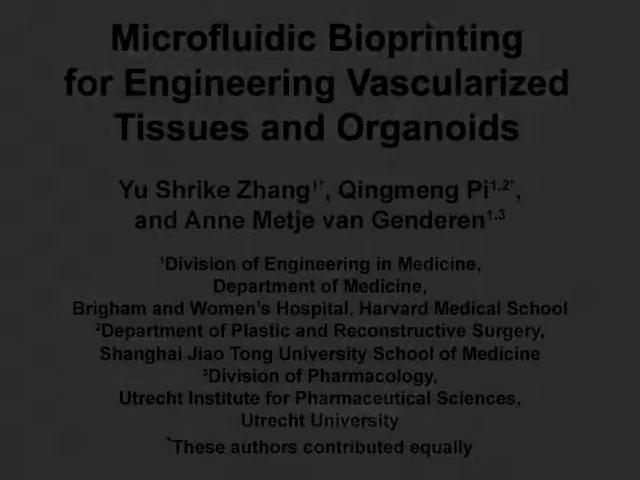 Microfluidic Bioprinting
for Engineering Vascularized
Tissues and Organoids
Yu Shrike Zhang¹*, Qingmeng Pi¹,²*,
and Anne Metje van Genderen¹,³
¹Division of Engineering in Medicine,
Department of Medicine,
Brigham and Women's Hospital, Harvard Medical School
²Department of Plastic and Reconstructive Surgery,
Shanghai Jiao Tong University School of Medicine
³Division of Pharmacology,
Utrecht Institute for Pharmaceutical Sciences,
Utrecht University
*These authors contributed equally